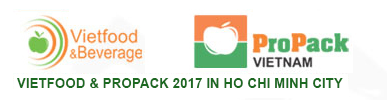 Vietfood
&Beverage
ProPack
VIETNAM
VIETFOOD & PROPACK 2017 IN HO CHI MINH CITY